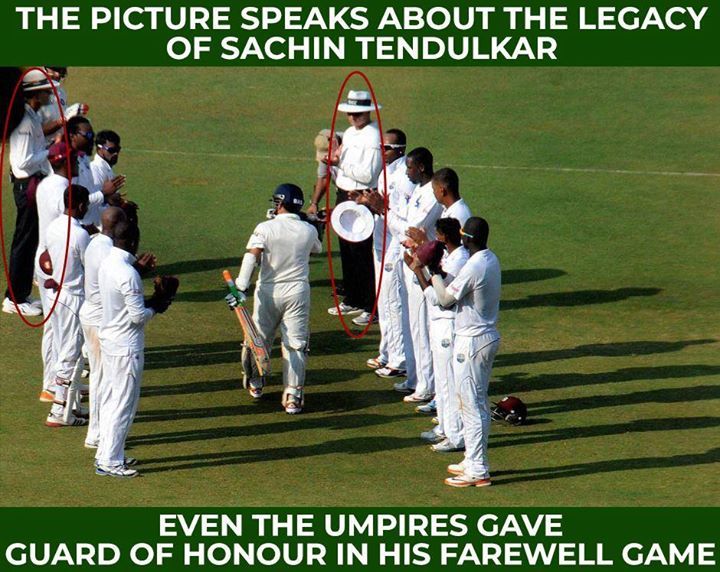 THE PICTURE SPEAKS ABOUT THE LEGACY
OF SACHIN TENDULKAR
EVEN THE UMPIRES GAVE
GUARD OF HONOUR IN HIS FAREWELL GAME